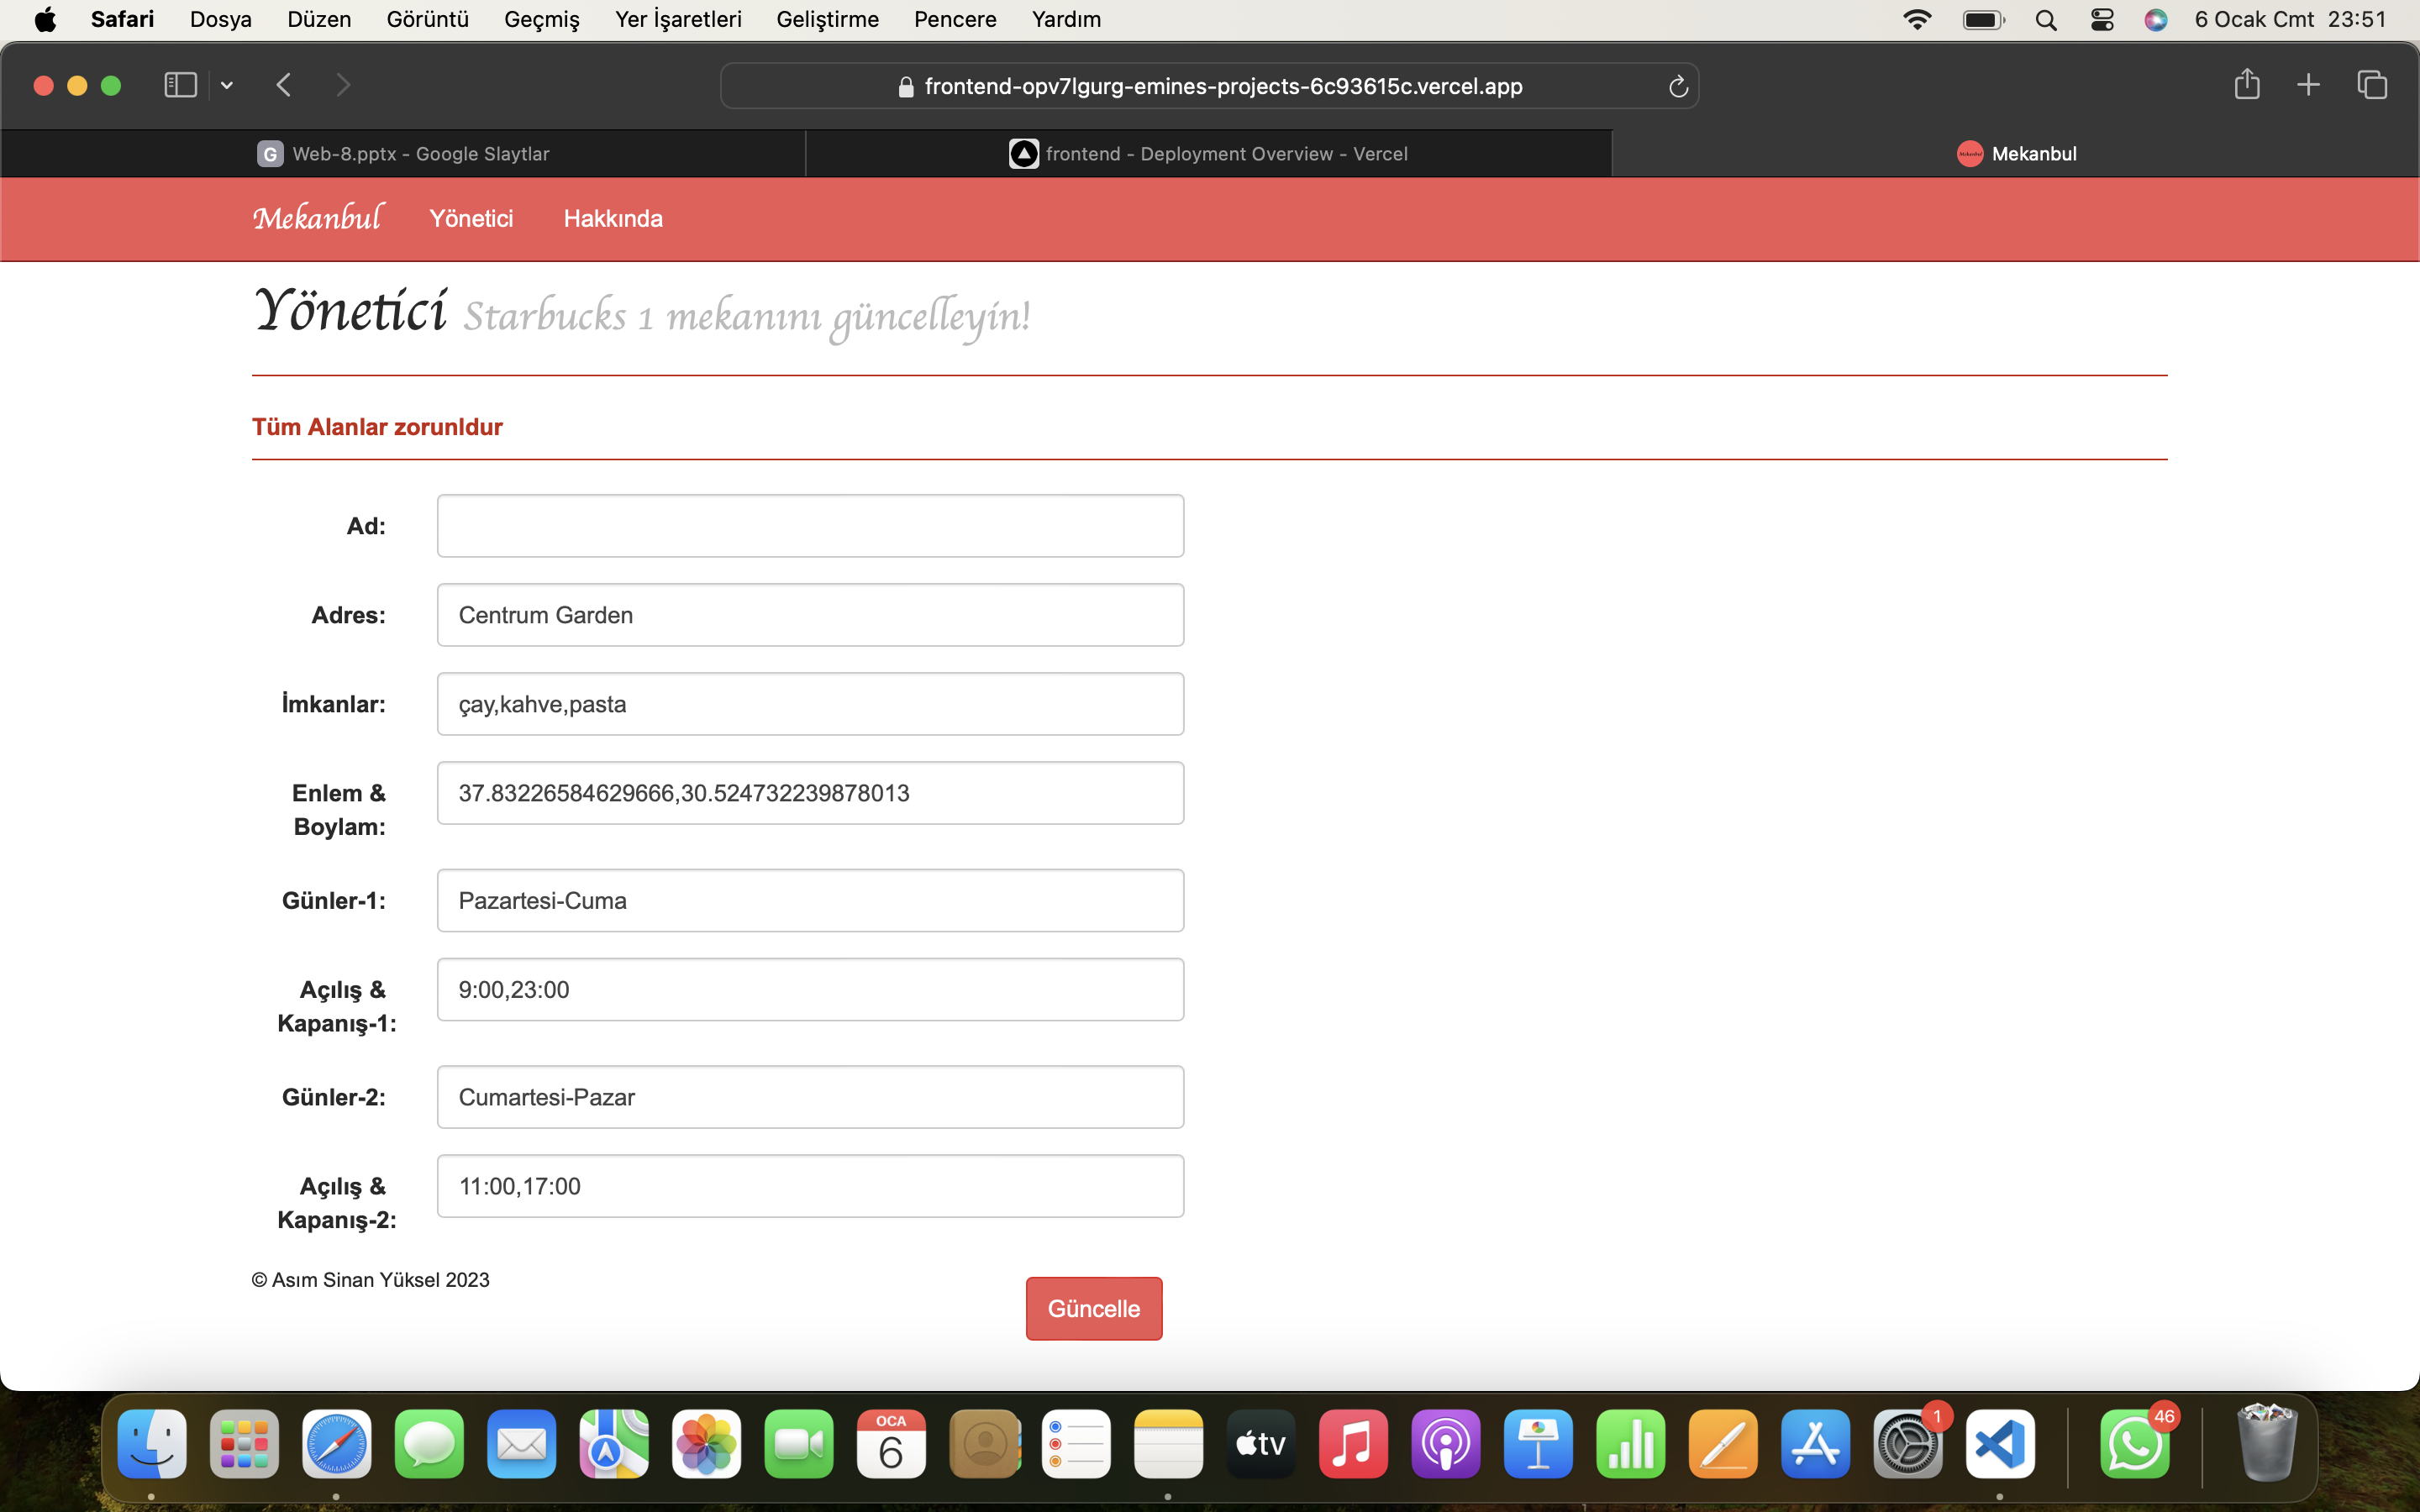 Safari Dosya Düzen Görüntü Geçmiş Yer İşaretleri Geliştirme Pencere Yardım 6 Ocak Cmt 23:51
frontend-opv7lgurg-emines-projects-6c93615c.vercel.app
G Web-8.pptx - Google Slaytlar frontend - Deployment Overview - Vercel Mekanbul
Mekanbul Yönetici Hakkında
Yönetici Starbucks 1 mekanını güncelleyin!
Tüm Alanlar zorunldur
Ad:
Adres: Centrum Garden
İmkanlar: çay,kahve,pasta
Enlem & 37.83226584629666,30.524732239878013
Boylam:
Günler-1: Pazartesi-Cuma
Açılış & 9:00,23:00
Kapanış-1:
Günler-2: Cumartesi-Pazar
Açılış & 11:00,17:00
Kapanış-2:
© Asım Sinan Yüksel 2023
Güncelle
OCA
6
tv
1
46